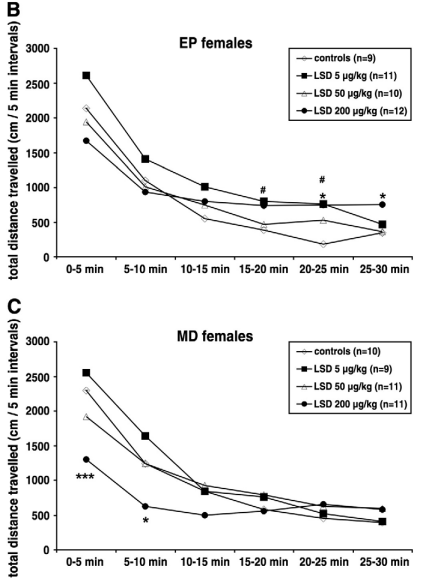 B
EP females
total distance travelled (cm / 5 min intervals)
3000
2500
2000
1500
1000
500
0
controls (n=9)
LSD 5 µg/kg (n=11)
LSD 50 µg/kg (n=10)
LSD 200 µg/kg (n=12)
#
#
*
*
0-5 min 5-10 min 10-15 min 15-20 min 20-25 min 25-30 min
C
MD females
total distance travelled (cm / 5 min intervals)
3000
2500
2000
1500
1000
500
0
controls (n=10)
LSD 5 µg/kg (n=9)
LSD 50 µg/kg (n=11)
LSD 200 µg/kg (n=11)
***
*
0-5 min 5-10 min 10-15 min 15-20 min 20-25 min 25-30 min